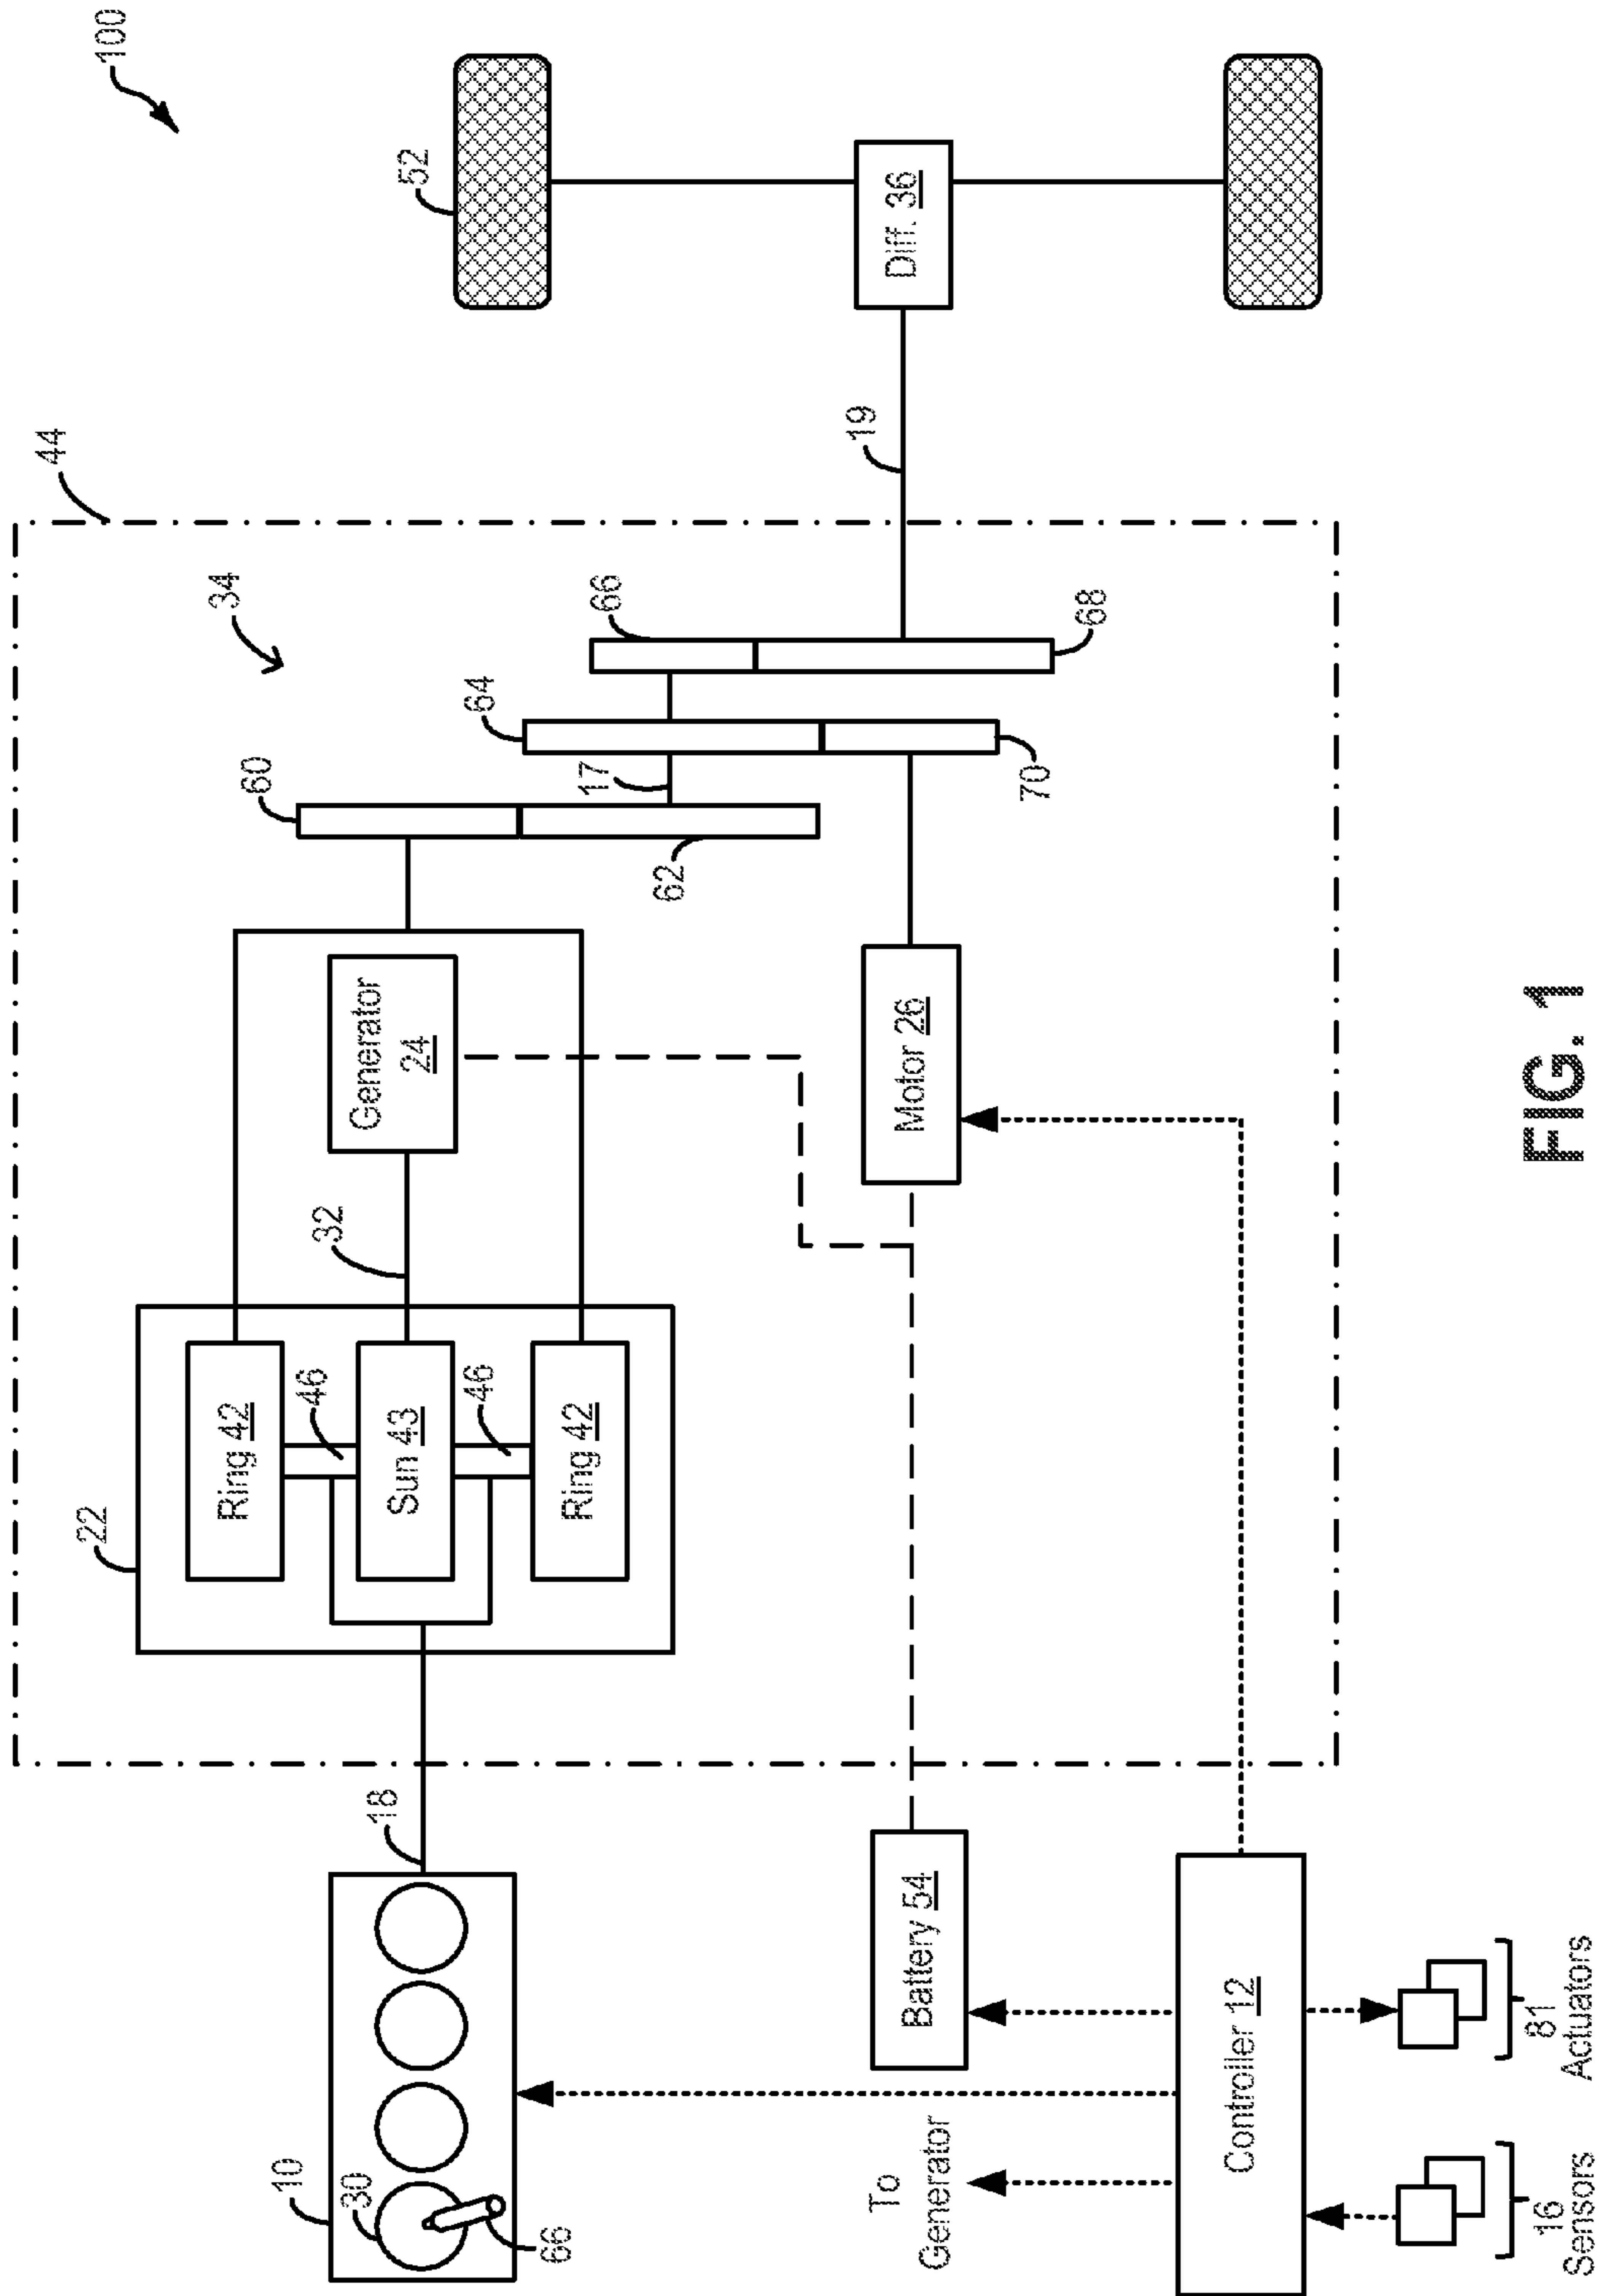 100
44
34
22
10
30
66
18
Ring 42
46
Sun 43
46
Ring 42
32
Generator
24
60
62
17
64
70
66
68
19
52
Diff. 36
Motor 26
Battery 54
To
Generator
Controller 12
16
Sensors
81
Actuators
FIG. 1